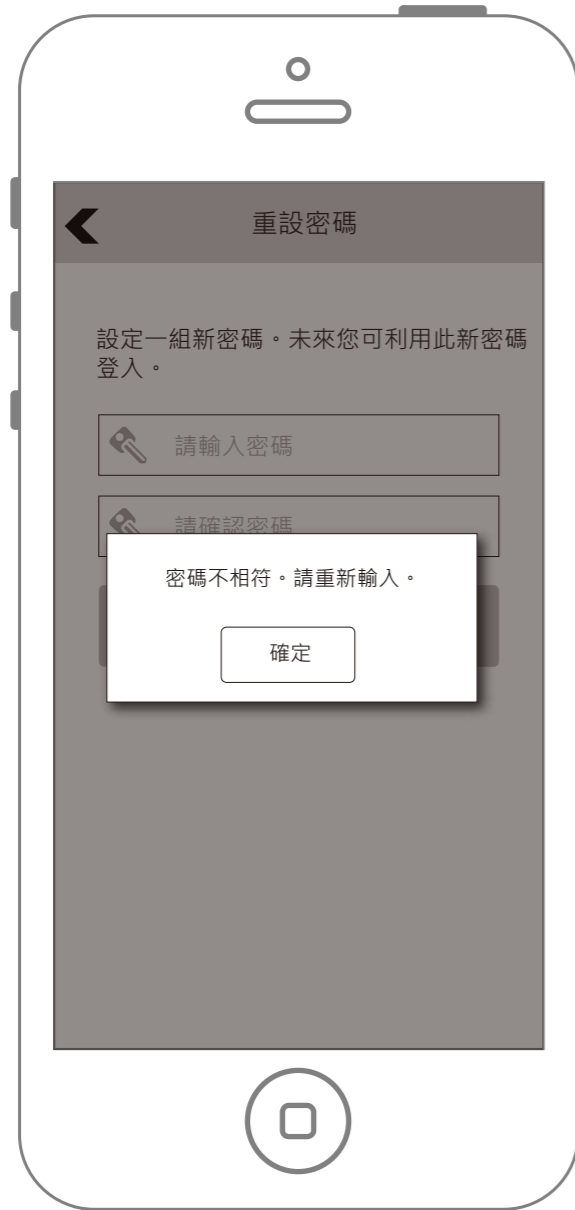 重設密碼
設定一組新密碼。未來您可利用此新密碼
登入。
請輸入密碼
請確認密碼
密碼不相符。請重新輸入。
確定